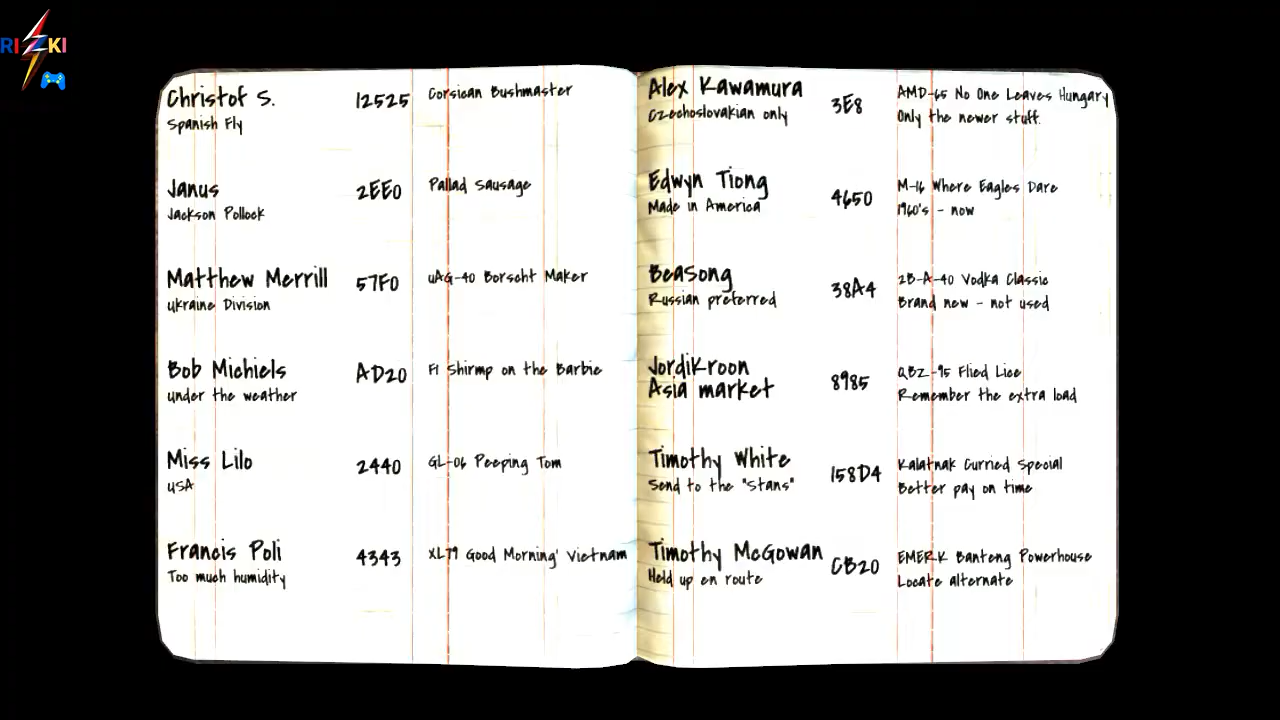 RIZKI
Christof S. 12525 Corsican Bushmaster
Spanish Fly
Janus 2EE0 Pallad Sausage
Jackson Pollock
Matthew Merrill 57F0 UAG-40 Borscht Maker
Ukraine Division
Bob Michiels AD20 F1 Shirmp on the Barbie
under the weather
Miss Lilo 2440 GL-06 Peeping Tom
USA
Francis Poli 4343 XL79 Good Morning' Vietnam
Too much humidity
Alex Kawamura 3E8 AMD-65 No One Leaves Hungary
Czechoslovakian only Only the newer stuff.
Edwyn Tiong 4650 M-16 Where Eagles Dare
Made in America 1960's - now
BeaSong 38A4 2B-A-40 Vodka Classic
Russian preferred Brand new - not used
JordiKroon 8985 QBZ-95 Flied Lice
Asia market Remember the extra load
Timothy White 158D4 Kalatnak Curried Special
Send to the "Stans" Better pay on time
Timothy McGowan CB20 EMER-K Banteng Powerhouse
Held up en route Locate alternate